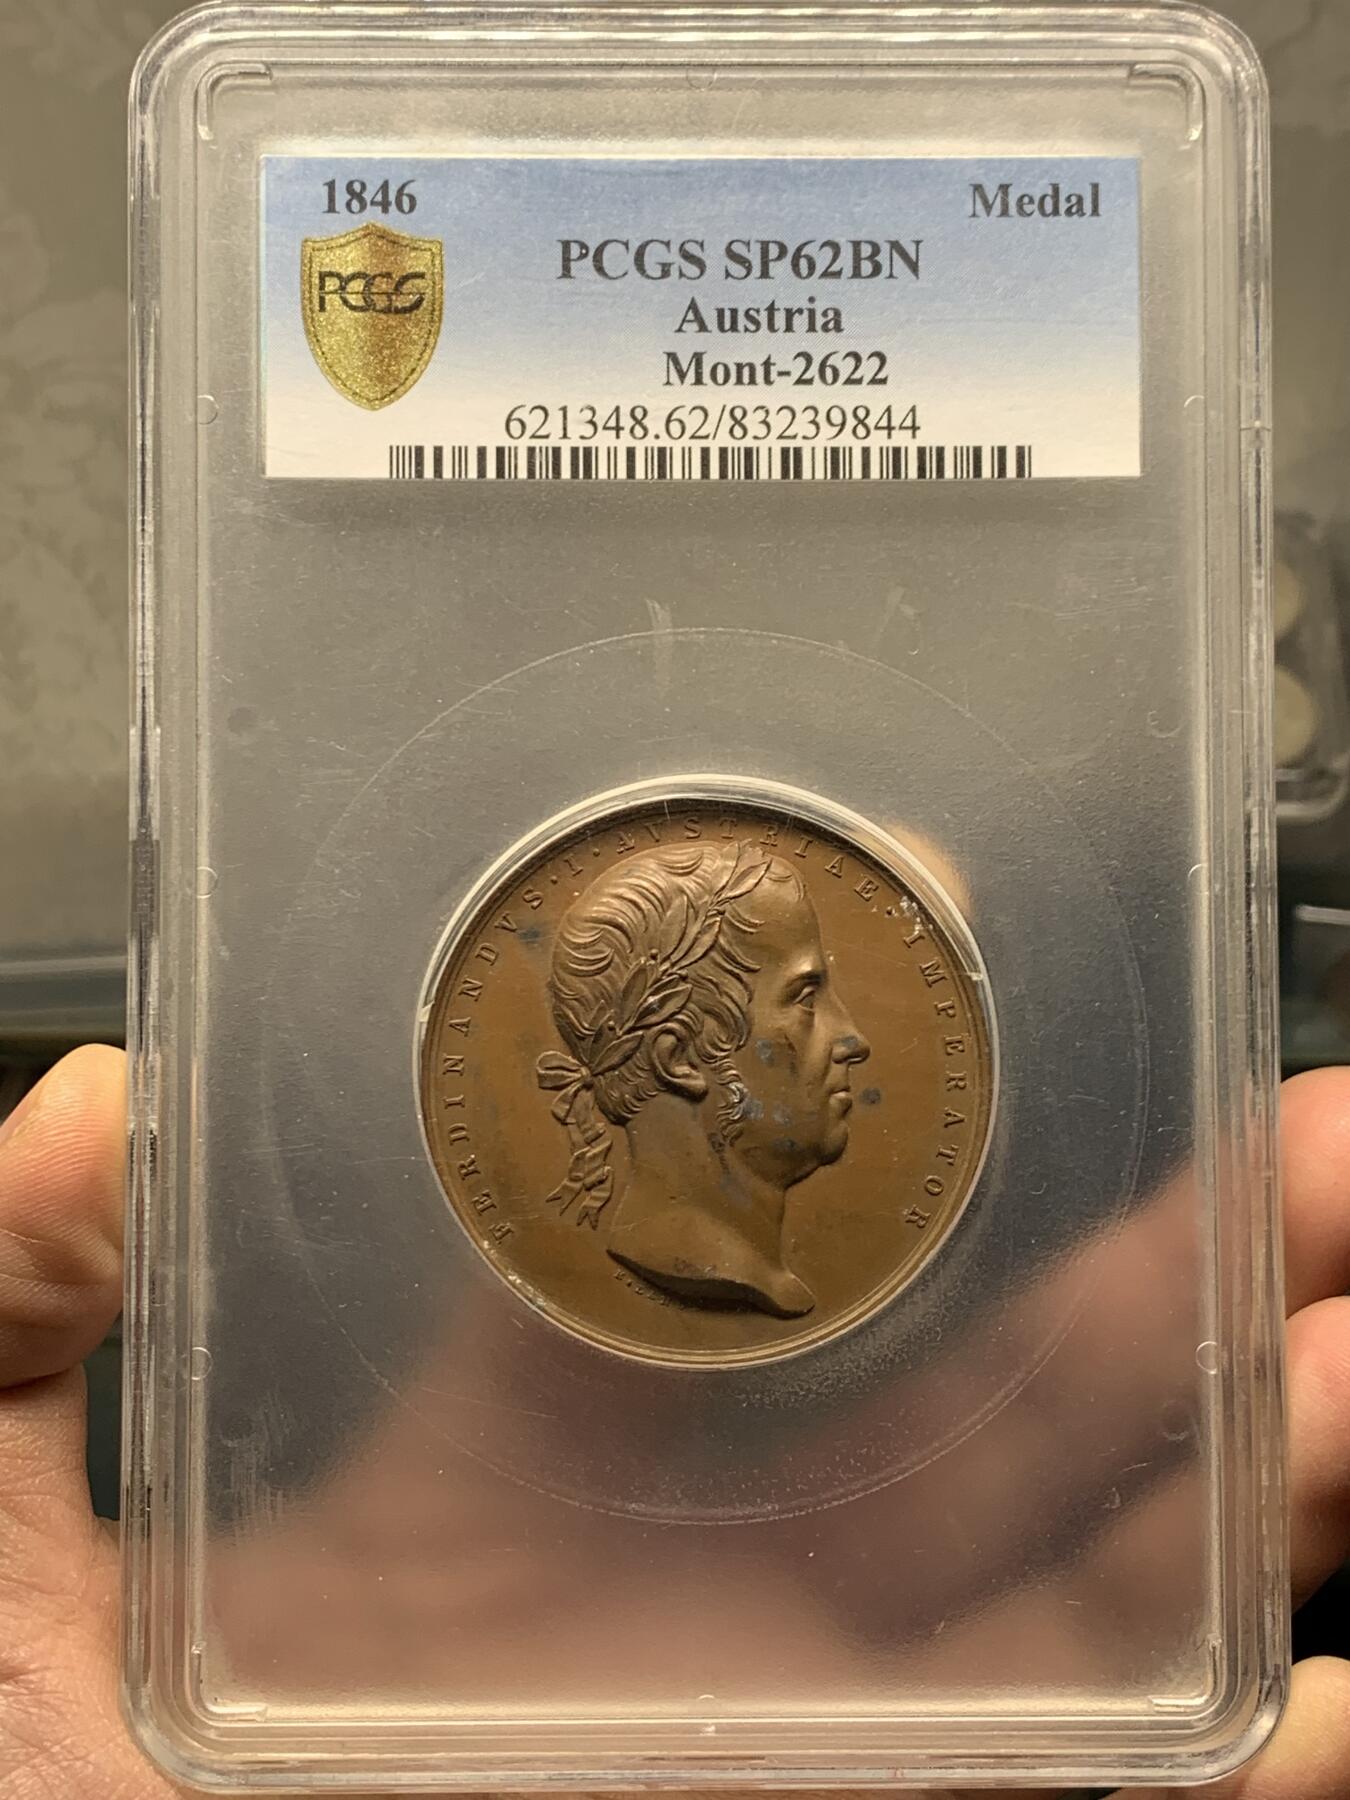 1846
Medal
PCGS
PCGS SP62BN
Austria
Mont-2622
621348.62/83239844
FERDINANDVS·I·AVSTRIAE·IMPERATOR